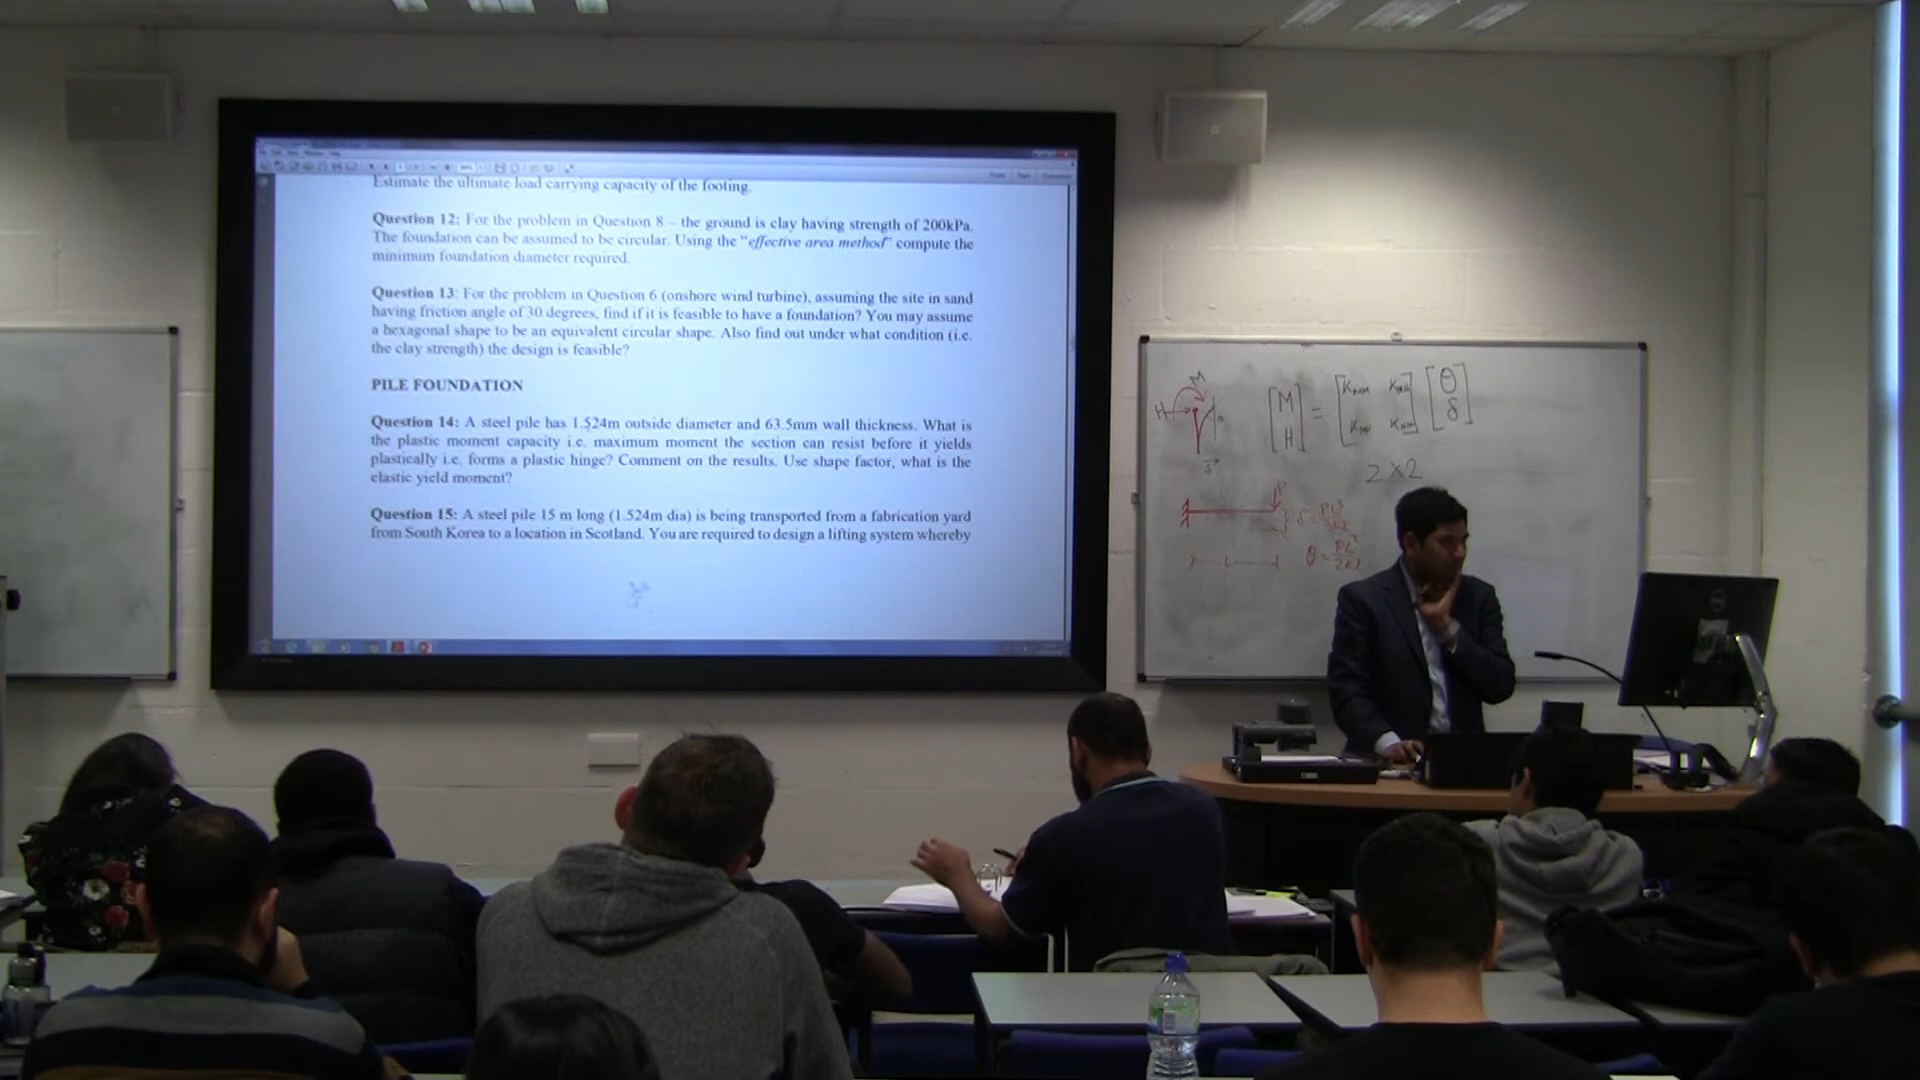 Estimate the ultimate load carrying capacity of the footing.
Question 12: For the problem in Question 8 – the ground is clay having strength of 200kPa.
The foundation can be assumed to be circular. Using the "effective area method" compute the
minimum foundation diameter required.
Question 13: For the problem in Question 6 (onshore wind turbine), assuming the site in sand
having friction angle of 30 degrees, find if it is feasible to have a foundation? You may assume
a hexagonal shape to be an equivalent circular shape. Also find out under what condition (i.e.
the clay strength) the design is feasible?
PILE FOUNDATION
Question 14: A steel pile has 1.524m outside diameter and 63.5mm wall thickness. What is
the plastic moment capacity i.e. maximum moment the section can resist before it yields
plastically i.e. forms a plastic hinge? Comment on the results. Use shape factor, what is the
elastic yield moment?
Question 15: A steel pile 15 m long (1.524m dia) is being transported from a fabrication yard
from South Korea to a location in Scotland. You are required to design a lifting system whereby
M
H
M
H
=
θ
δ
2×2
P
δ = PL³
θ = PL²
L